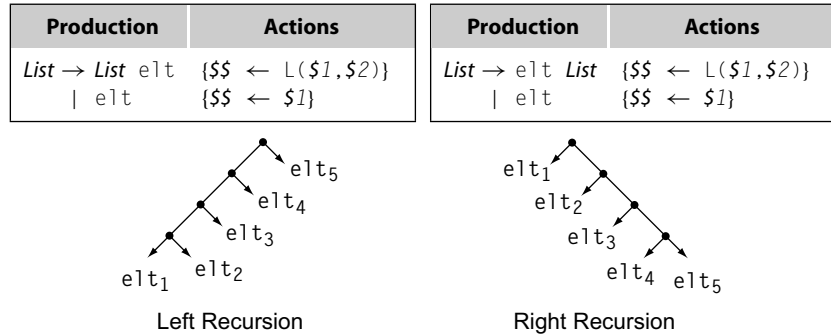 Production Actions
List → List elt {$$ ← L($1,$2)}
| elt {$$ ← $1}
Production Actions
List → elt List {$$ ← L($1,$2)}
| elt {$$ ← $1}
elt5
elt4
elt3
elt1 elt2
Left Recursion
elt1
elt2
elt3
elt4 elt5
Right Recursion